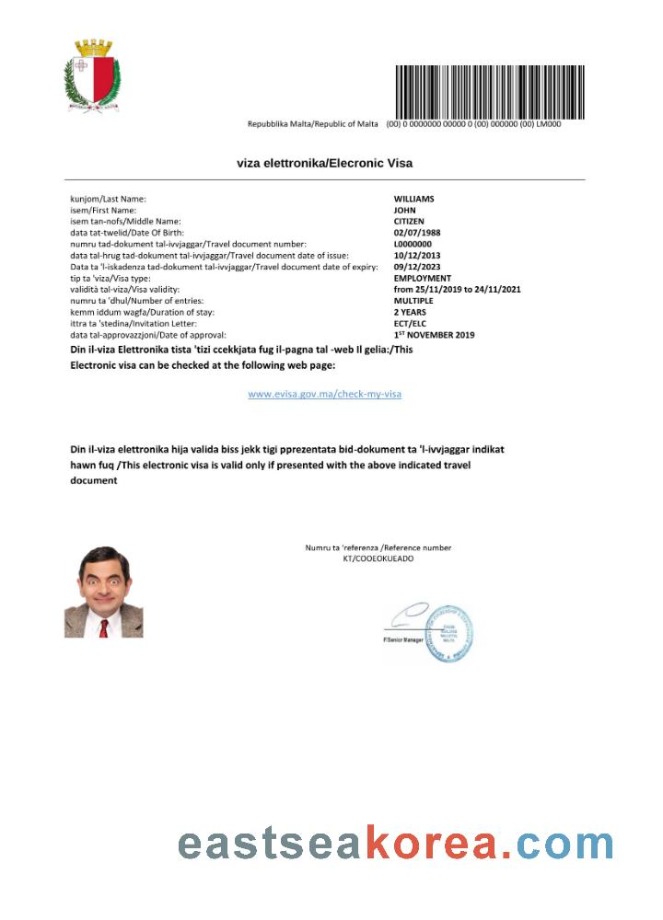 Repubblika Malta/Republic of Malta (00) 0 0000000 00000 0 (00) 000000 (00) LM000
viza elettronika/Elecronic Visa
kunjom/Last Name: WILLIAMS
isem/First Name: JOHN
isem tan-nofs/Middle Name: CITIZEN
data tat-twelid/Date Of Birth: 02/07/1988
numru tad-dokument tal-ivvjaggar/Travel document number: L0000000
data tal-hrug tad-dokument tal-ivvjaggar/Travel document date of issue: 10/12/2013
Data ta 'l-iskadenza tad-dokument tal-ivvjaggar/Travel document date of expiry: 09/12/2023
tip ta 'viza/Visa type: EMPLOYMENT
validità tal-viza/Visa validity: from 25/11/2019 to 24/11/2021
numru ta 'dhul/Number of entries: MULTIPLE
kemm iddum wagfa/Duration of stay: 2 YEARS
ittra ta 'stedina/Invitation Letter: ECT/ELC
data tal-approvazzjoni/Date of approval: 1ST NOVEMBER 2019
Din il-viza Elettronika tista 'tizi ccekkjata fug il-pagna tal -web Il gelia:/This
Electronic visa can be checked at the following web page:
www.evisa.gov.ma/check-my-visa
Din il-viza elettronika hija valida biss jekk tigi pprezentata bid-dokument ta 'l-ivvjaggar indikat
hawn fuq /This electronic visa is valid only if presented with the above indicated travel
document
Numru ta 'referenza /Reference number
KT/COOEOKUEADO
F/Senior Manager
eastseakorea.com